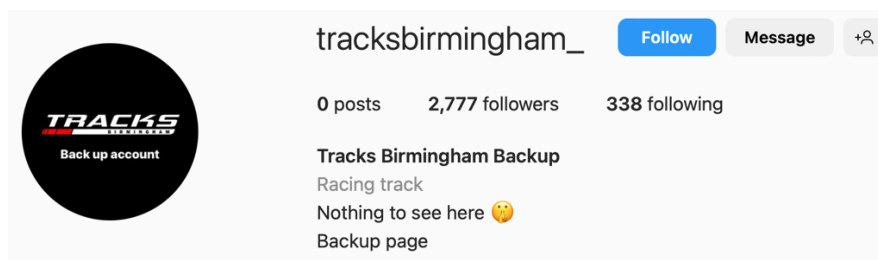 TRACKS
BIRMINGHAM
Back up account
tracksbirmingham_
Follow
Message
0 posts
2,777 followers
338 following
Tracks Birmingham Backup
Racing track
Nothing to see here 🤫
Backup page